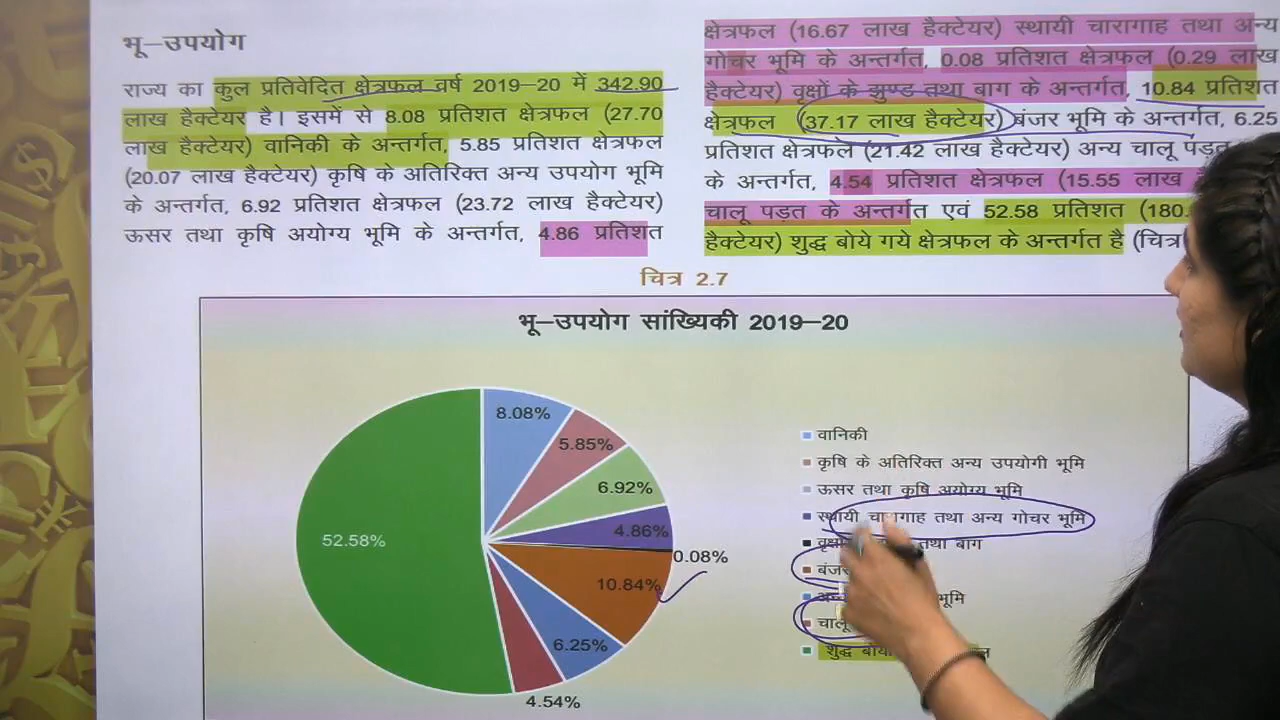 भू–उपयोग
राज्य का कुल प्रतिवेदित क्षेत्रफल वर्ष 2019–20 में 342.90
लाख हैक्टेयर है। इसमें से 8.08 प्रतिशत क्षेत्रफल (27.70
लाख हैक्टेयर) वानिकी के अन्तर्गत, 5.85 प्रतिशत क्षेत्रफल
(20.07 लाख हैक्टेयर) कृषि के अतिरिक्त अन्य उपयोग भूमि
के अन्तर्गत, 6.92 प्रतिशत क्षेत्रफल (23.72 लाख हैक्टेयर)
ऊसर तथा कृषि अयोग्य भूमि के अन्तर्गत, 4.86 प्रतिशत
क्षेत्रफल (16.67 लाख हैक्टेयर) स्थायी चारागाह तथा अन्य
गोचर भूमि के अन्तर्गत, 0.08 प्रतिशत क्षेत्रफल (0.29 लाख
हैक्टेयर) वृक्षों के झुण्ड तथा बाग के अन्तर्गत, 10.84 प्रतिशत
क्षेत्रफल (37.17 लाख हैक्टेयर) बंजर भूमि के अन्तर्गत, 6.25
प्रतिशत क्षेत्रफल (21.42 लाख हैक्टेयर) अन्य चालू पड़त
के अन्तर्गत, 4.54 प्रतिशत क्षेत्रफल (15.55 लाख
चालू पड़त के अन्तर्गत एवं 52.58 प्रतिशत (180.
हैक्टेयर) शुद्ध बोये गये क्षेत्रफल के अन्तर्गत है (चित्र
चित्र 2.7
भू–उपयोग सांख्यिकी 2019–20
8.08%
5.85%
6.92%
4.86%
0.08%
10.84%
6.25%
4.54%
52.58%
वानिकी
कृषि के अतिरिक्त अन्य उपयोगी भूमि
ऊसर तथा कृषि अयोग्य भूमि
स्थायी चारागाह तथा अन्य गोचर भूमि
तथा बाग
बंजर
भूमि
चालू
शुद्ध